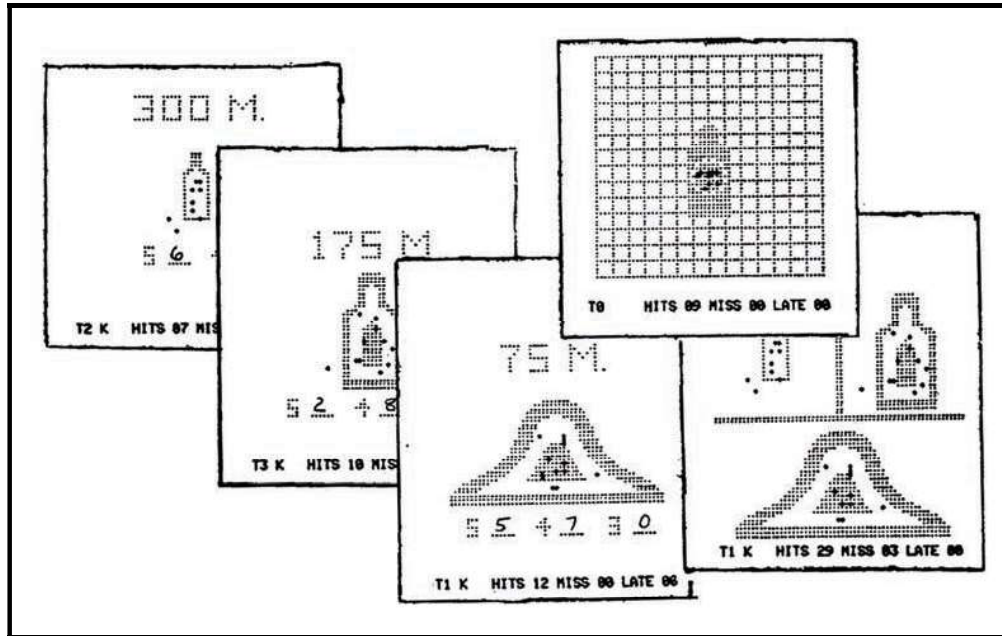 300 M.
5 6
T2 K HITS 07 MIS
175 M
5 2 4 8
T3 K HITS 10 MIS
75 M.
5 5 4 7 3 0
T1 K HITS 12 MISS 00 LATE 06
T0 HITS 09 MISS 00 LATE 00
T1 K HITS 29 MISS 03 LATE 00